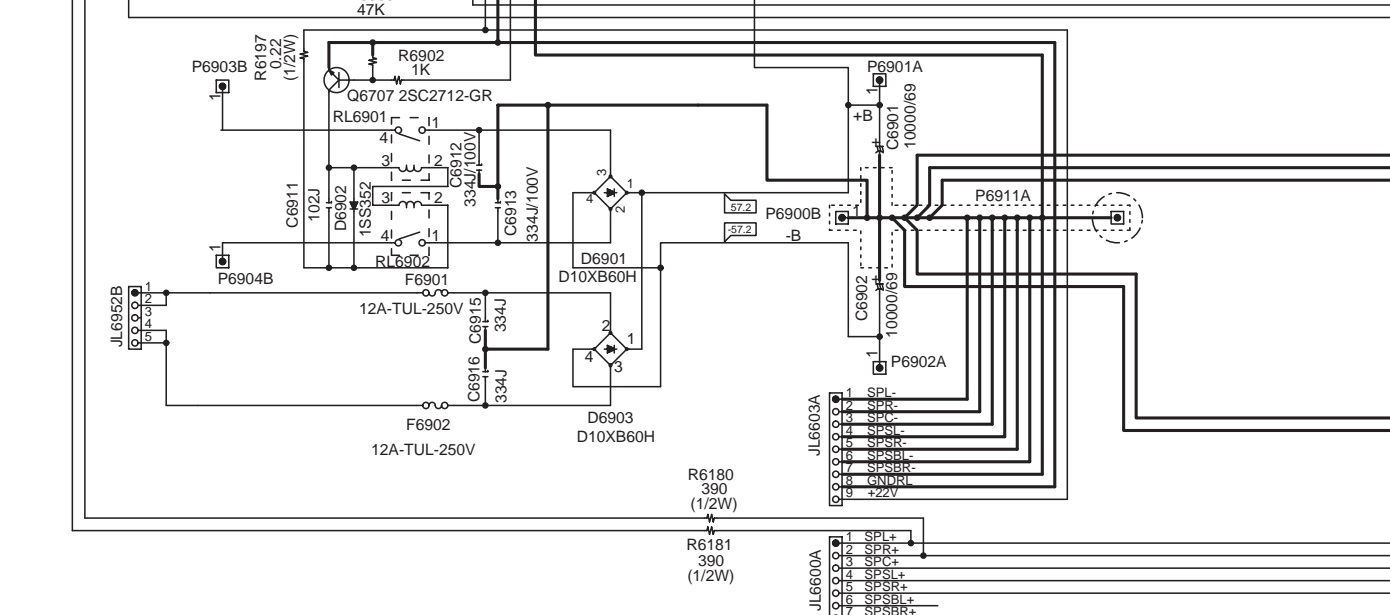 47K
R6197
0.22
(1/2W)
P6903B
1
R6902
1K
Q6707 2SC2712-GR
RL6901
4
1
3
2
3
2
4
1
RL6902
C6911
102J
D6902
1SS352
C6912
334J/100V
C6913
334J/100V
1
P6904B
3
1
4
2
D6901
D10XB60H
57.2
-57.2
-B
P6900B
1
P6901A
1
+B
C6901
10000/69
+
P6911A
C6902
10000/69
+
1
P6902A
JL6952B
1
2
3
4
5
F6901
12A-TUL-250V
C6915
334J
C6916
334J
F6902
12A-TUL-250V
2
1
4
3
D6903
D10XB60H
JL6603A
1 SPL-
2 SPR-
3 SPC-
4 SPSL-
5 SPSR-
6 SPSBL-
7 SPSBR-
8 GNDRL
9 +22V
R6180
390
(1/2W)
R6181
390
(1/2W)
JL6600A
1 SPL+
2 SPR+
3 SPC+
4 SPSL+
5 SPSR+
6 SPSBL+
7 SPSBR+